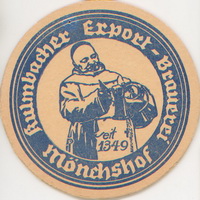 Kulmbacher Export-Brauerei
Mönchshof
seit
1349